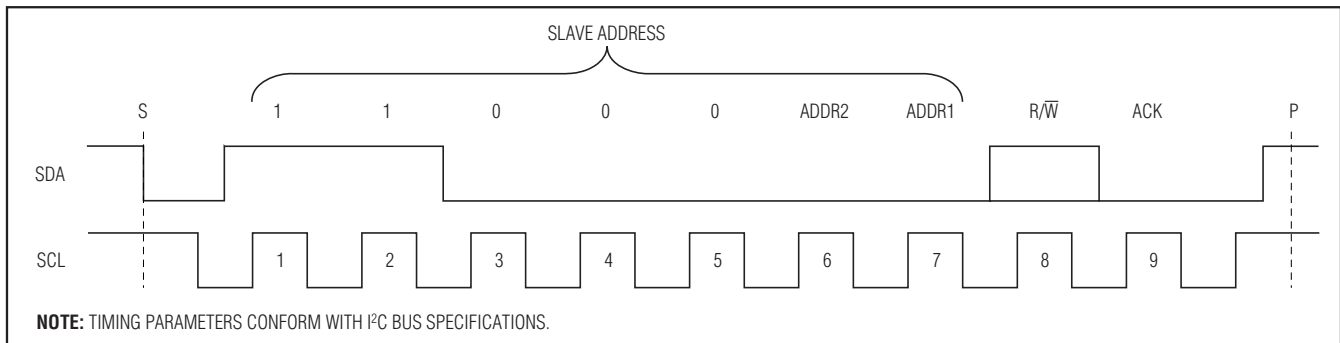 SLAVE ADDRESS
S 1 1 0 0 0 ADDR2 ADDR1 R/W̅ ACK P
SDA
SCL 1 2 3 4 5 6 7 8 9
NOTE: TIMING PARAMETERS CONFORM WITH I²C BUS SPECIFICATIONS.